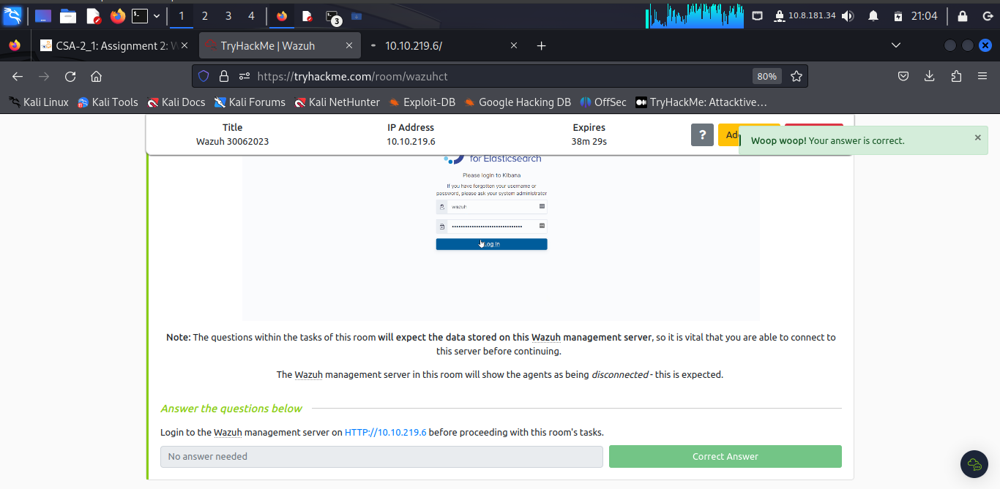 1 2 3 4 3 10.8.181.34 21:04
CSA-2_1: Assignment 2: W
TryHackMe | Wazuh
10.10.219.6/
https://tryhackme.com/room/wazuhct 80%
Kali Linux Kali Tools Kali Docs Kali Forums Kali NetHunter Exploit-DB Google Hacking DB OffSec TryHackMe: Attacktive…
Title IP Address Expires
Wazuh 30062023 10.10.219.6 38m 29s
? Ad
Woop woop! Your answer is correct. ×
for Elasticsearch
Please login to Kibana
If you have forgotten your username or
password, please ask your system administrator
wazuh
Log In
Note: The questions within the tasks of this room will expect the data stored on this Wazuh management server, so it is vital that you are able to connect to
this server before continuing.
The Wazuh management server in this room will show the agents as being disconnected - this is expected.
Answer the questions below
Login to the Wazuh management server on HTTP://10.10.219.6 before proceeding with this room's tasks.
No answer needed
Correct Answer